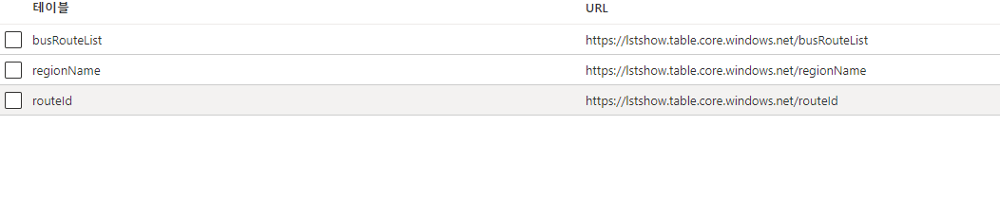 테이블 URL
busRouteList https://lstshow.table.core.windows.net/busRouteList
regionName https://lstshow.table.core.windows.net/regionName
routeId https://lstshow.table.core.windows.net/routeId